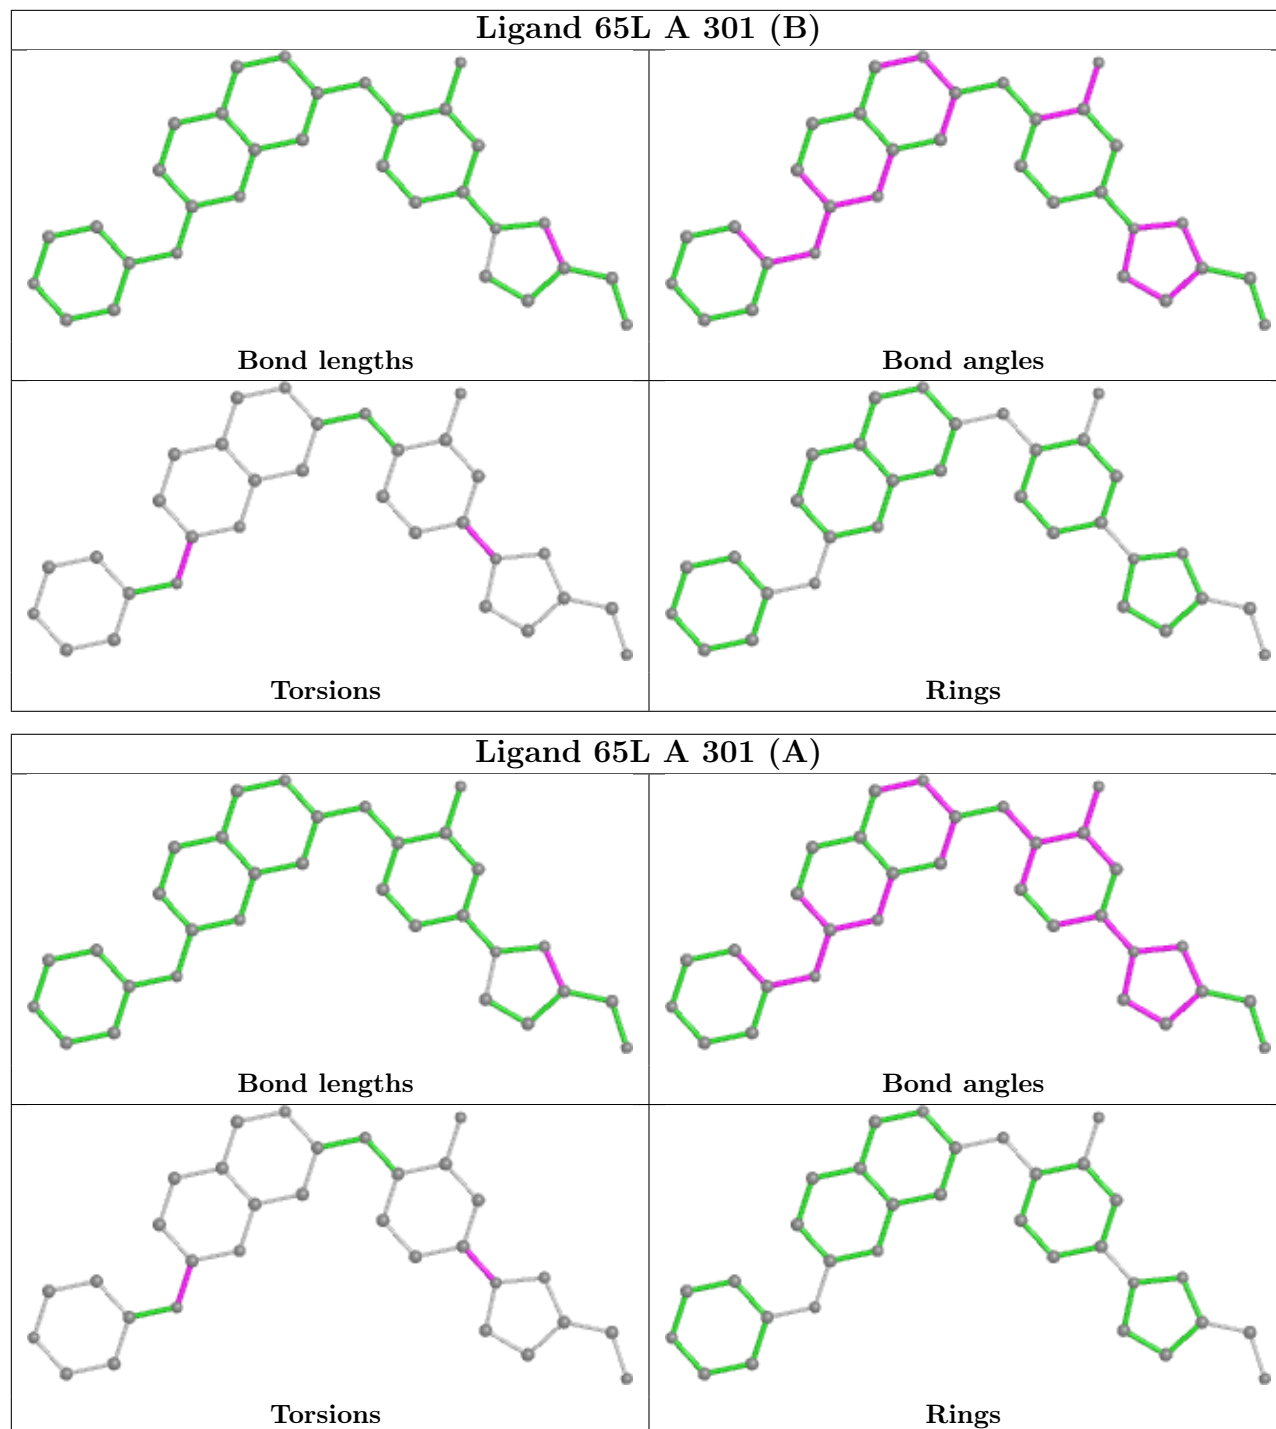 Ligand 65L A 301 (B)
Bond lengths
Bond angles
Torsions
Rings
Ligand 65L A 301 (A)
Bond lengths
Bond angles
Torsions
Rings